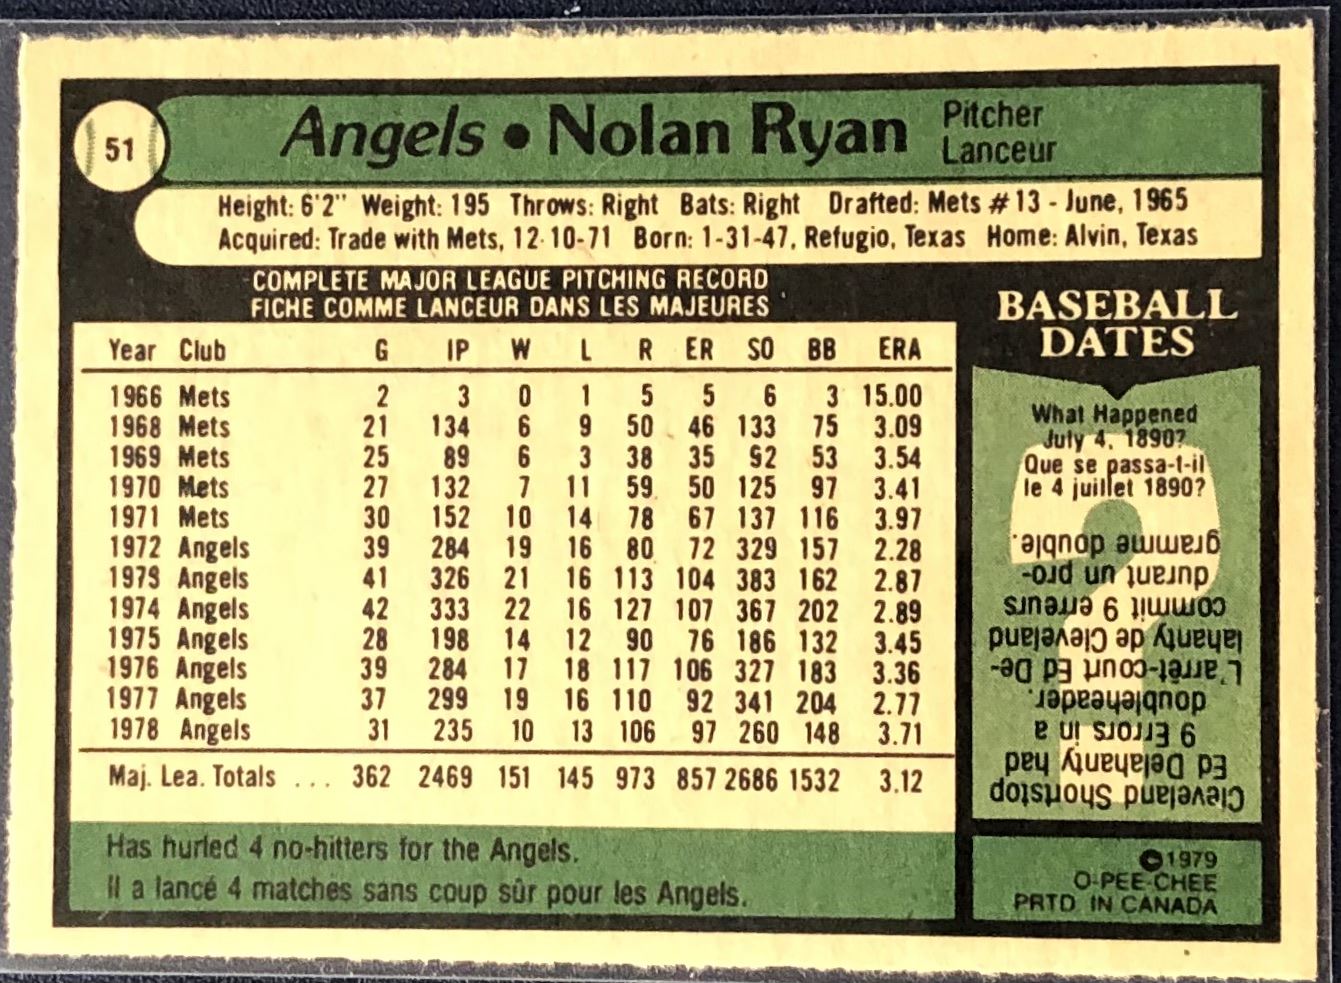 51
Angels • Nolan Ryan Pitcher
Lanceur
Height: 6'2" Weight: 195 Throws: Right Bats: Right Drafted: Mets #13 - June, 1965
Acquired: Trade with Mets, 12-10-71 Born: 1-31-47, Refugio, Texas Home: Alvin, Texas
COMPLETE MAJOR LEAGUE PITCHING RECORD
FICHE COMME LANCEUR DANS LES MAJEURES
Year Club G IP W L R ER SO BB ERA
1966 Mets 2 3 0 1 5 5 6 3 15.00
1968 Mets 21 134 6 9 50 46 133 75 3.09
1969 Mets 25 89 6 3 38 35 92 53 3.54
1970 Mets 27 132 7 11 59 50 125 97 3.41
1971 Mets 30 152 10 14 78 67 137 116 3.97
1972 Angels 39 284 19 16 80 72 329 157 2.28
1973 Angels 41 326 21 16 113 104 383 162 2.87
1974 Angels 42 333 22 16 127 107 367 202 2.89
1975 Angels 28 198 14 12 90 76 186 132 3.45
1976 Angels 39 284 17 18 117 106 327 183 3.36
1977 Angels 37 299 19 16 110 92 341 204 2.77
1978 Angels 31 235 10 13 106 97 260 148 3.71
Maj. Lea. Totals ... 362 2469 151 145 973 857 2686 1532 3.12
Has hurled 4 no-hitters for the Angels.
Il a lancé 4 matches sans coup sûr pour les Angels.
BASEBALL
DATES
What Happened
July 4, 1890?
Que se passa-t-il
le 4 juillet 1890?
Cleveland Shortstop
Ed Delahanty had
9 Errors in a
doubleheader.
L'arrêt-court Ed De-
lahanty de Cleveland
commit 9 erreurs
durant un pro-
gramme double.
©1979
O-PEE-CHEE
PRTD. IN CANADA